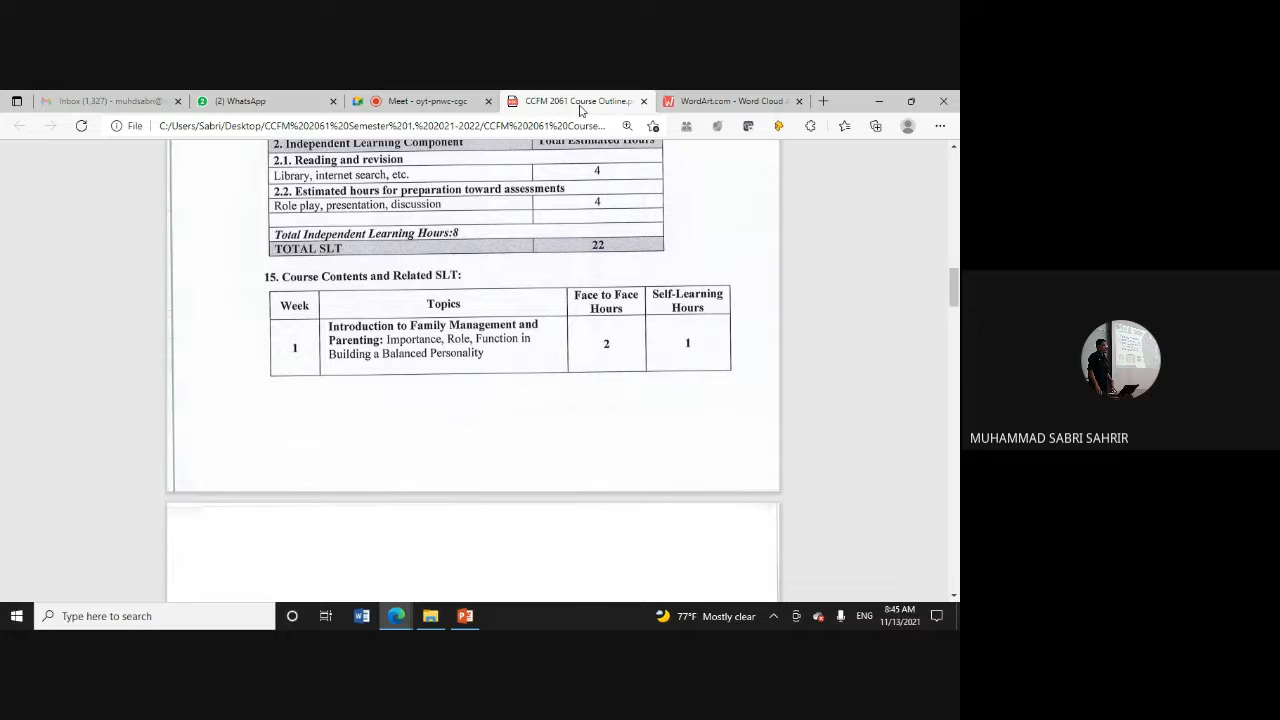 Inbox (1,327) - muhdsabri@
(2) WhatsApp
Meet - oyt-pnwc-cgc
CCFM 2061 Course Outline.p
WordArt.com - Word Cloud A
File
C:/Users/Sabri/Desktop/CCFM%202061%20Semester%201,%202021-2022/CCFM%202061%20Course...
2. Independent Learning Component Total Estimated Hours
2.1. Reading and revision
Library, internet search, etc. 4
2.2. Estimated hours for preparation toward assessments
Role play, presentation, discussion 4
Total Independent Learning Hours:8
TOTAL SLT 22
15. Course Contents and Related SLT:
Week Topics Face to Face Hours Self-Learning Hours
1 Introduction to Family Management and 2 1
Parenting: Importance, Role, Function in
Building a Balanced Personality
MUHAMMAD SABRI SAHRIR
Type here to search
77°F Mostly clear
ENG
8:45 AM
11/13/2021